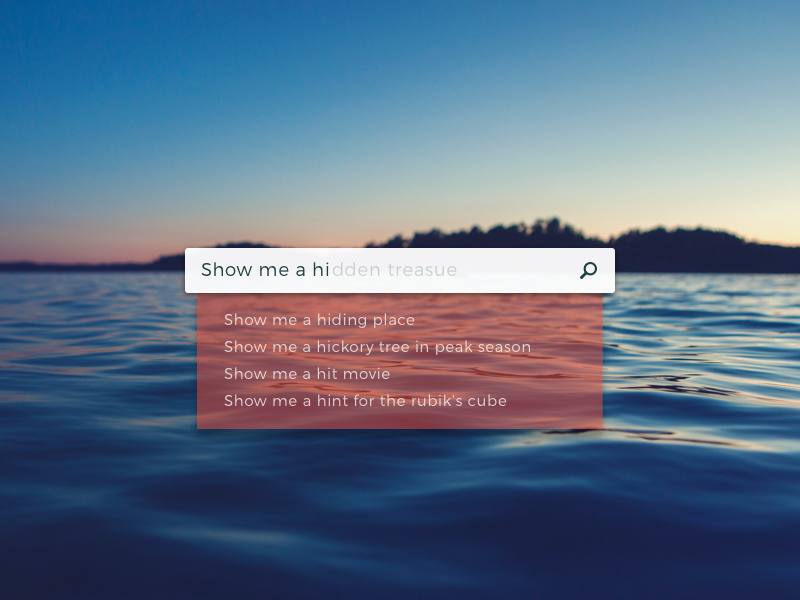 Show me a hidden treasue
Show me a hiding place
Show me a hickory tree in peak season
Show me a hit movie
Show me a hint for the rubik's cube